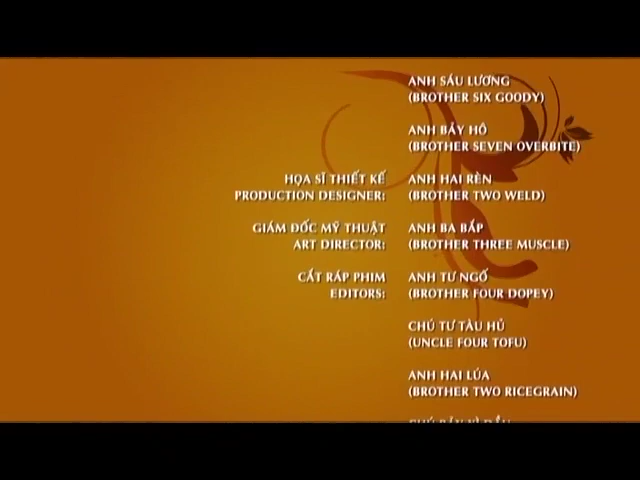 ANH SÁU LƯƠNG
(BROTHER SIX GOODY)
ANH BẢY HÔ
(BROTHER SEVEN OVERBITE)
HỌA SĨ THIẾT KẾ
PRODUCTION DESIGNER:
ANH HAI RÈN
(BROTHER TWO WELD)
GIÁM ĐỐC MỸ THUẬT
ART DIRECTOR:
ANH BA BẮP
(BROTHER THREE MUSCLE)
CẮT RÁP PHIM
EDITORS:
ANH TƯ NGỐ
(BROTHER FOUR DOPEY)
CHÚ TƯ TÀU HỦ
(UNCLE FOUR TOFU)
ANH HAI LÚA
(BROTHER TWO RICEGRAIN)